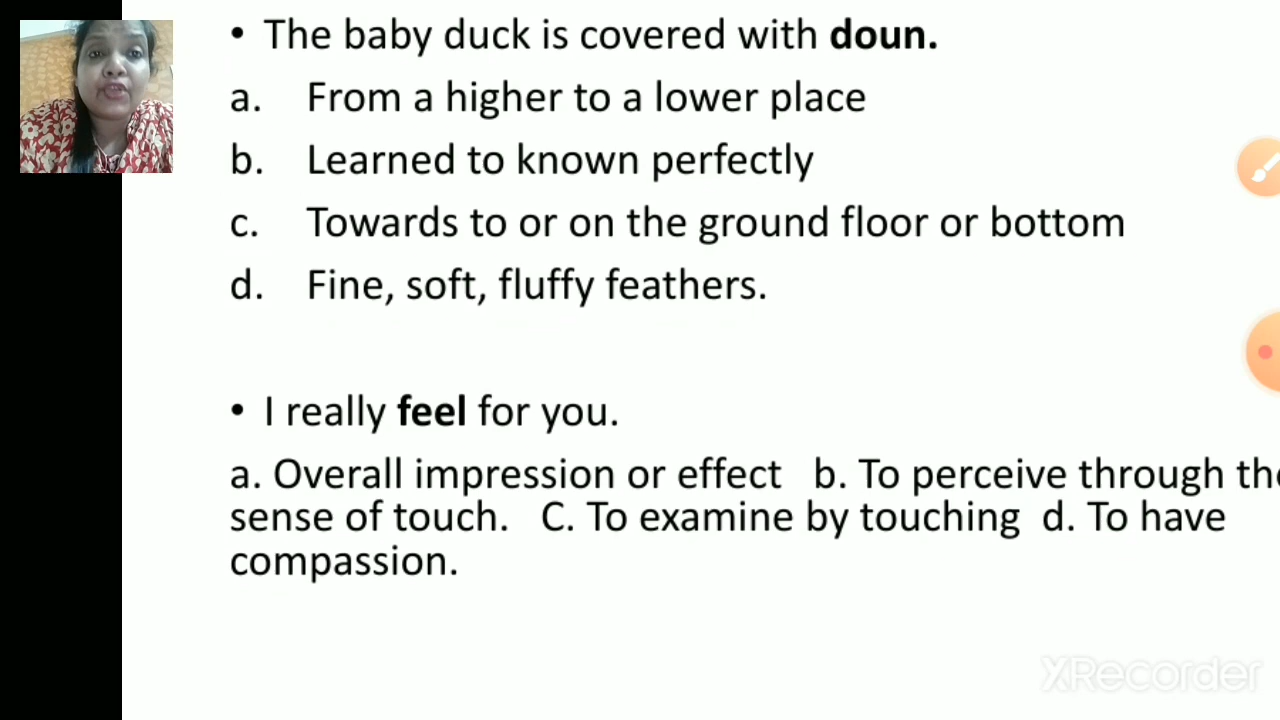 • The baby duck is covered with doun.
a. From a higher to a lower place
b. Learned to known perfectly
c. Towards to or on the ground floor or bottom
d. Fine, soft, fluffy feathers.
• I really feel for you.
a. Overall impression or effect b. To perceive through the
sense of touch. C. To examine by touching d. To have
compassion.
XRecorder